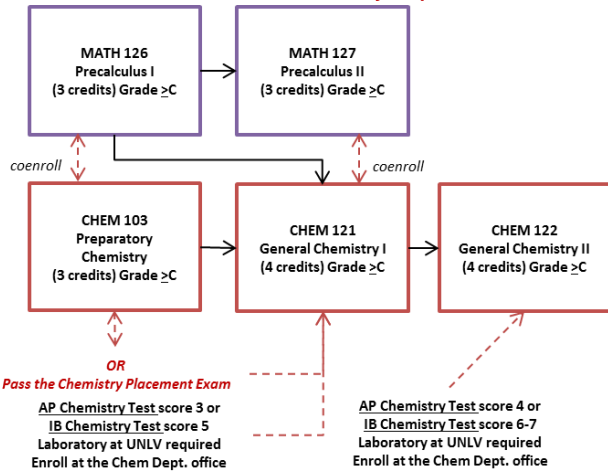 MATH 126
Precalculus I
(3 credits) Grade ≥C
MATH 127
Precalculus II
(3 credits) Grade ≥C
coenroll
coenroll
CHEM 103
Preparatory
Chemistry
(3 credits) Grade ≥C
CHEM 121
General Chemistry I
(4 credits) Grade ≥C
CHEM 122
General Chemistry II
(4 credits) Grade ≥C
OR
Pass the Chemistry Placement Exam
AP Chemistry Test score 3 or
IB Chemistry Test score 5
Laboratory at UNLV required
Enroll at the Chem Dept. office
AP Chemistry Test score 4 or
IB Chemistry Test score 6-7
Laboratory at UNLV required
Enroll at the Chem Dept. office